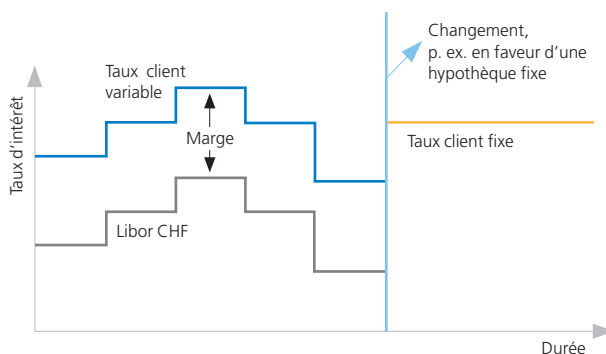 Changement,
p. ex. en faveur d'une
hypothèque fixe
Taux client
variable
Taux d'intérêt
Marge
Taux client fixe
Libor CHF
Durée